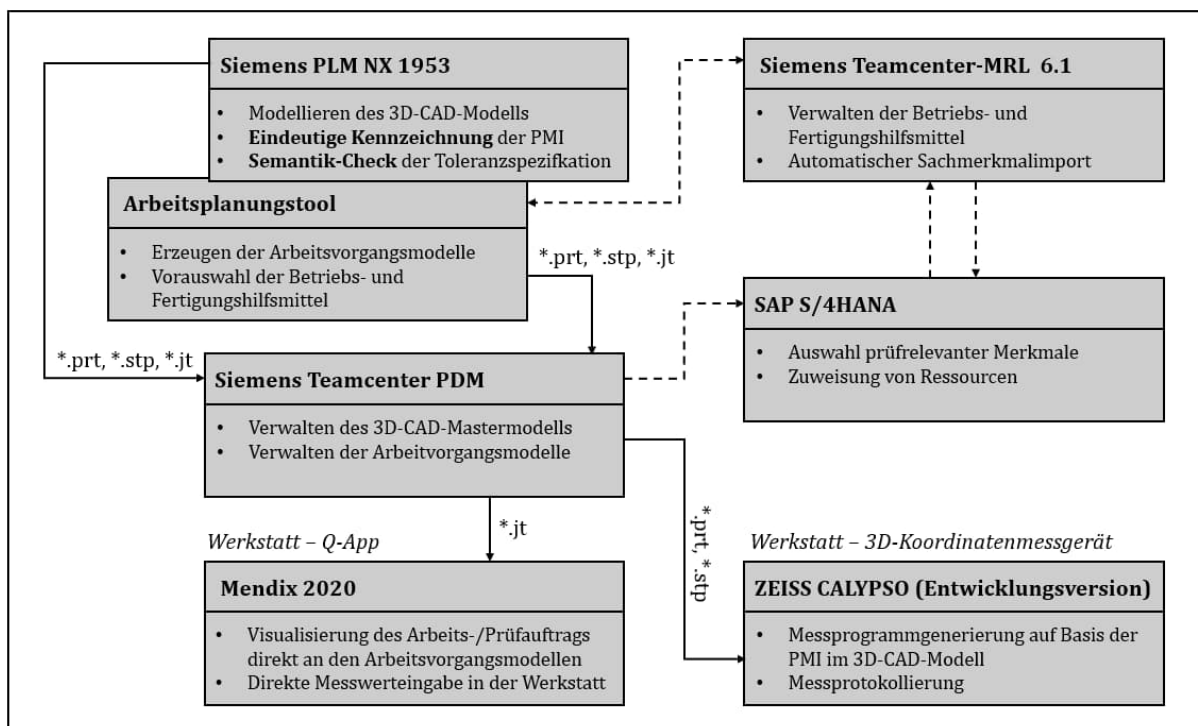 Siemens PLM NX 1953
• Modellieren des 3D-CAD-Modells
• Eindeutige Kennzeichnung der PMI
• Semantik-Check der Toleranzspezifkation
Siemens Teamcenter-MRL 6.1
• Verwalten der Betriebs- und
Fertigungshilfsmittel
• Automatischer Sachmerkmalimport
Arbeitsplanungstool
• Erzeugen der Arbeitsvorgangsmodelle
• Vorauswahl der Betriebs- und
Fertigungshilfsmittel
*.prt, *.stp, *.jt
SAP S/4HANA
• Auswahl prüfrelevanter Merkmale
• Zuweisung von Ressourcen
*.prt, *.stp, *.jt
Siemens Teamcenter PDM
• Verwalten des 3D-CAD-Mastermodells
• Verwalten der Arbeitvorgangsmodelle
*.jt
*.prt, *.stp
Werkstatt – Q-App
Mendix 2020
• Visualisierung des Arbeits-/Prüfauftrags
direkt an den Arbeitsvorgangsmodellen
• Direkte Messwerteingabe in der Werkstatt
Werkstatt – 3D-Koordinatenmessgerät
ZEISS CALYPSO (Entwicklungsversion)
• Messprogrammgenerierung auf Basis der
PMI im 3D-CAD-Modell
• Messprotokollierung